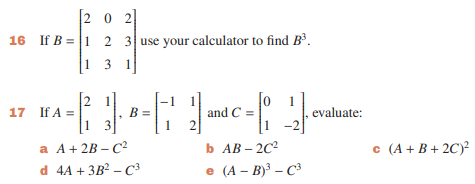 16 If B = [2 0 2; 1 2 3; 1 3 1] use your calculator to find B³.
17 If A = [2 1; 1 3], B = [-1 1; 1 2] and C = [0 1; 1 -2], evaluate:
a A + 2B – C² b AB – 2C² c (A + B + 2C)²
d 4A + 3B² – C³ e (A – B)³ – C³